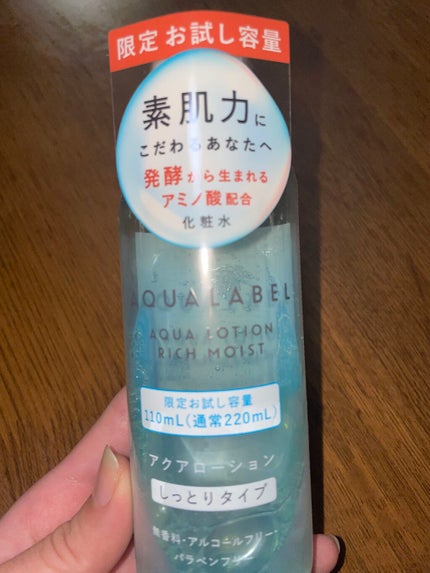 限定 お試し容量
素肌力に
こだわるあなたへ
発酵から生まれる
アミノ酸配合
化粧水
AQUALABEL
AQUA LOTION
RICH MOIST
限定お試し容量
110mL(通常220mL)
アクアローション
しっとりタイプ
無香料・アルコールフリー・
パラベンフリー